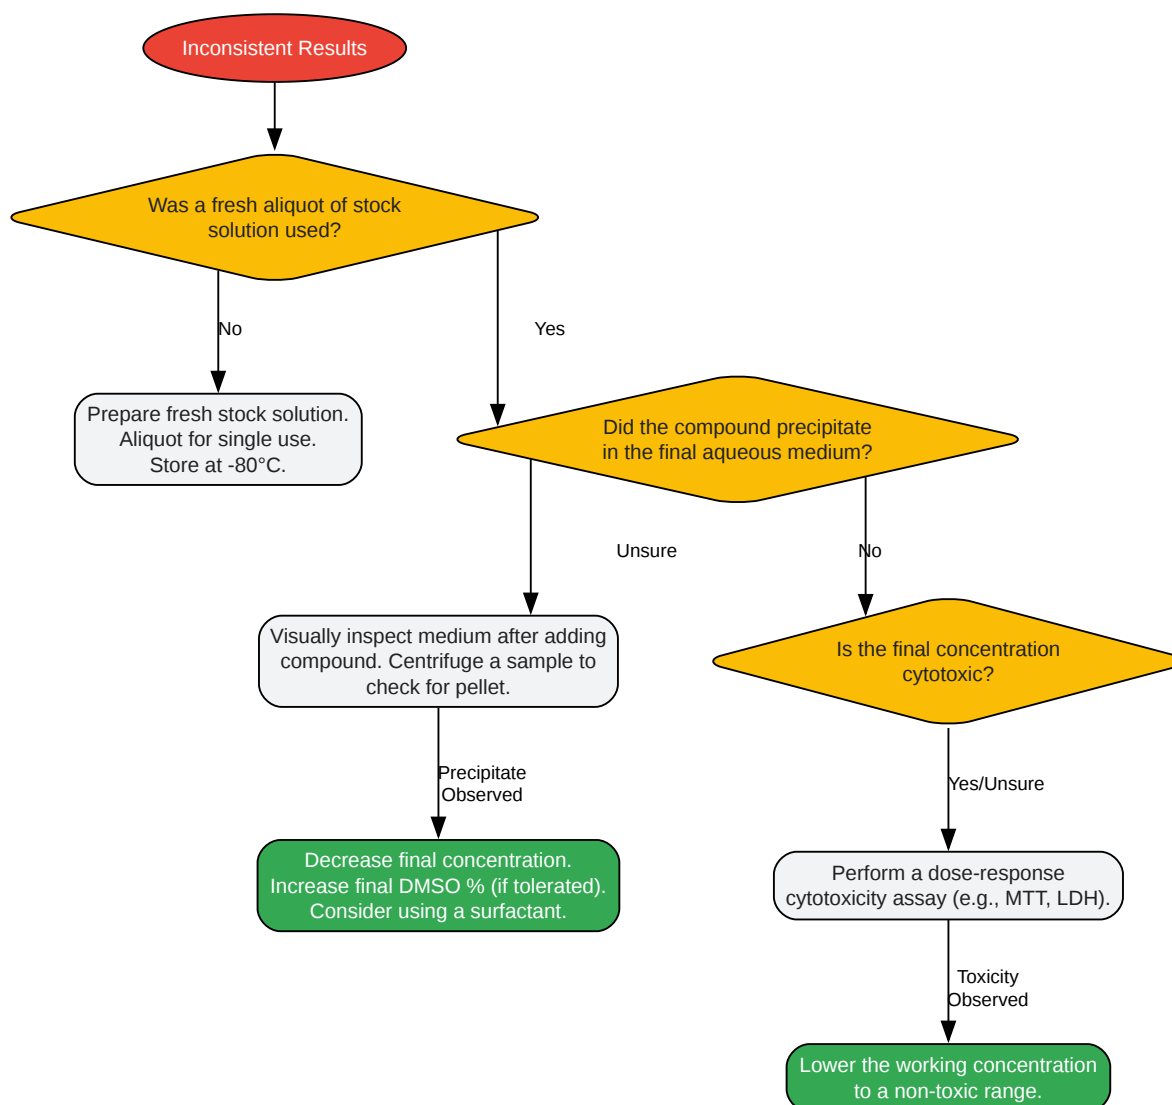 Inconsistent Results
Was a fresh aliquot of stock
solution used?
No
Yes
Prepare fresh stock solution.
Aliquot for single use.
Store at -80°C.
Did the compound precipitate
in the final aqueous medium?
Unsure
No
Visually inspect medium after adding
compound. Centrifuge a sample to
check for pellet.
Is the final concentration
cytotoxic?
Precipitate
Observed
Yes/Unsure
Decrease final concentration.
Increase final DMSO % (if tolerated).
Consider using a surfactant.
Perform a dose-response
cytotoxicity assay (e.g., MTT, LDH).
Toxicity
Observed
Lower the working concentration
to a non-toxic range.